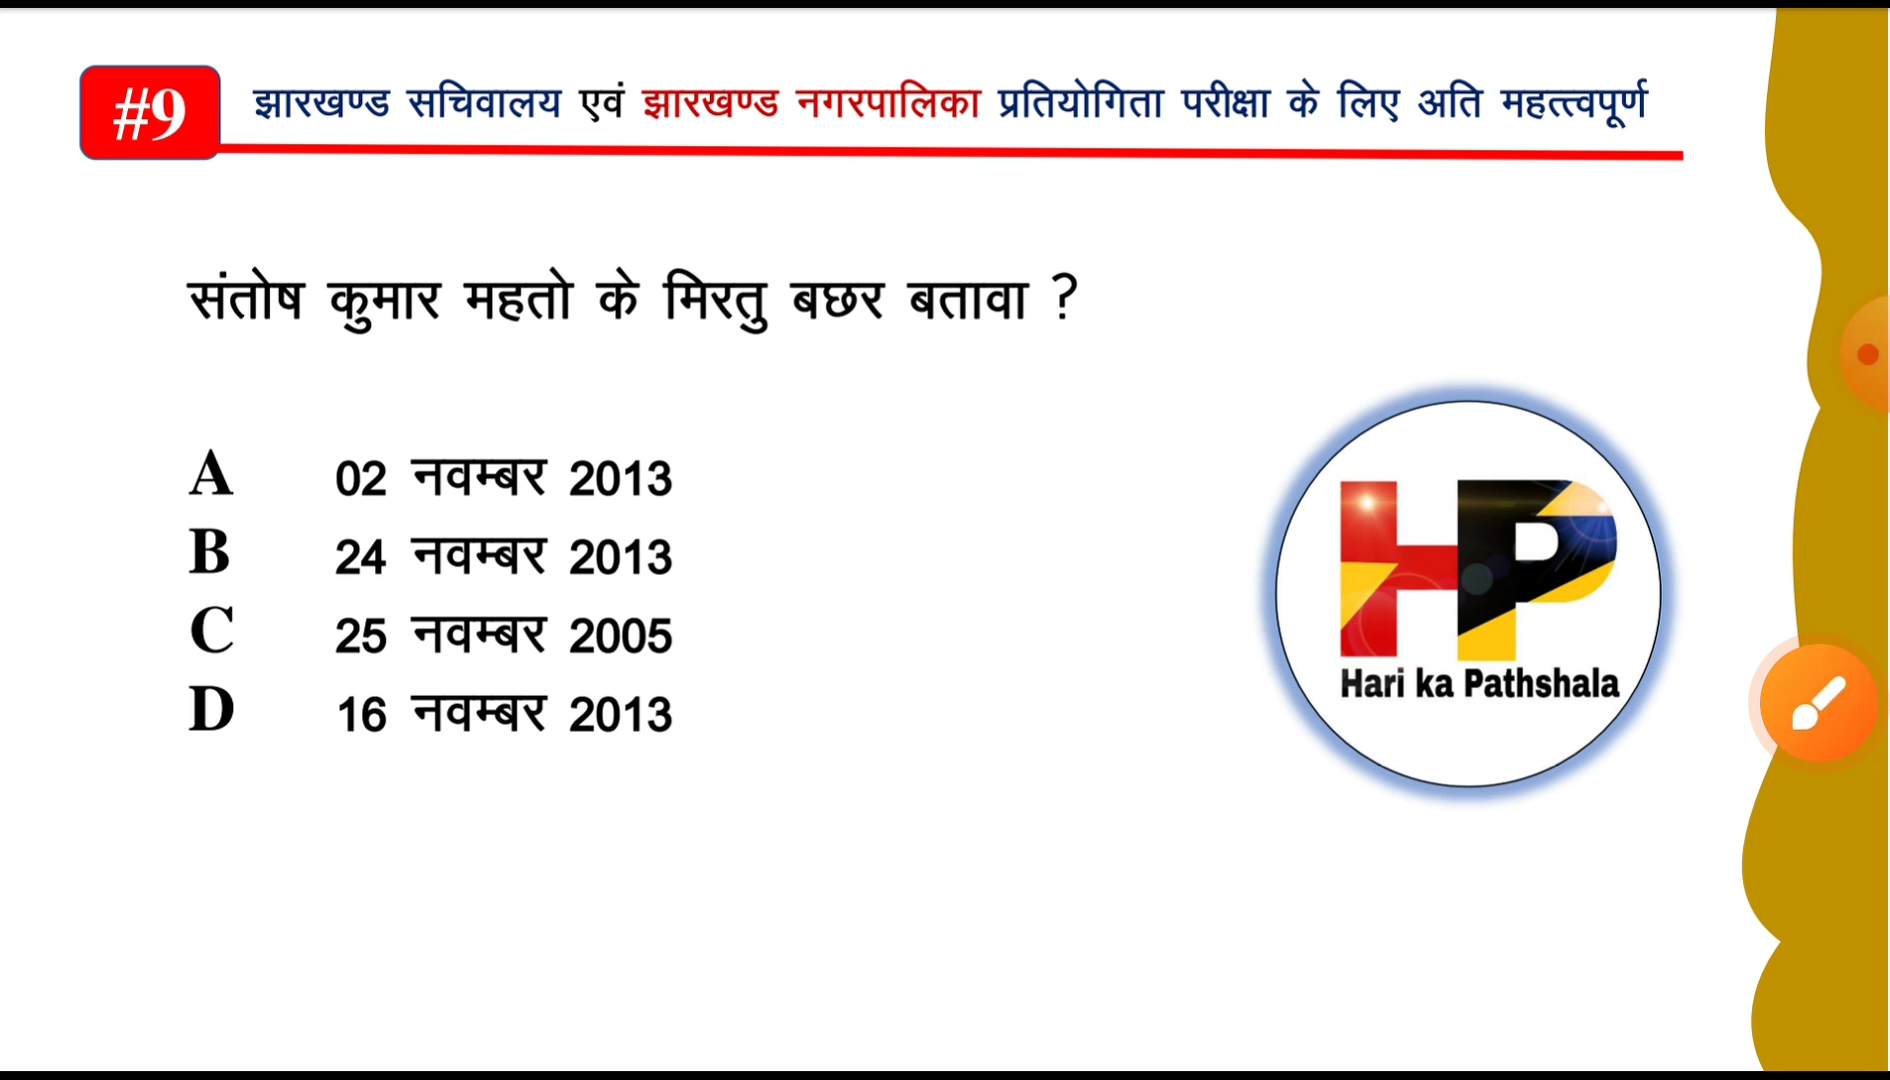 #9 झारखण्ड सचिवालय एवं झारखण्ड नगरपालिका प्रतियोगिता परीक्षा के लिए अति महत्त्वपूर्ण
संतोष कुमार महतो के मिरतु बछर बतावा ?
A 02 नवम्बर 2013
B 24 नवम्बर 2013
C 25 नवम्बर 2005
D 16 नवम्बर 2013
HP
Hari ka Pathshala